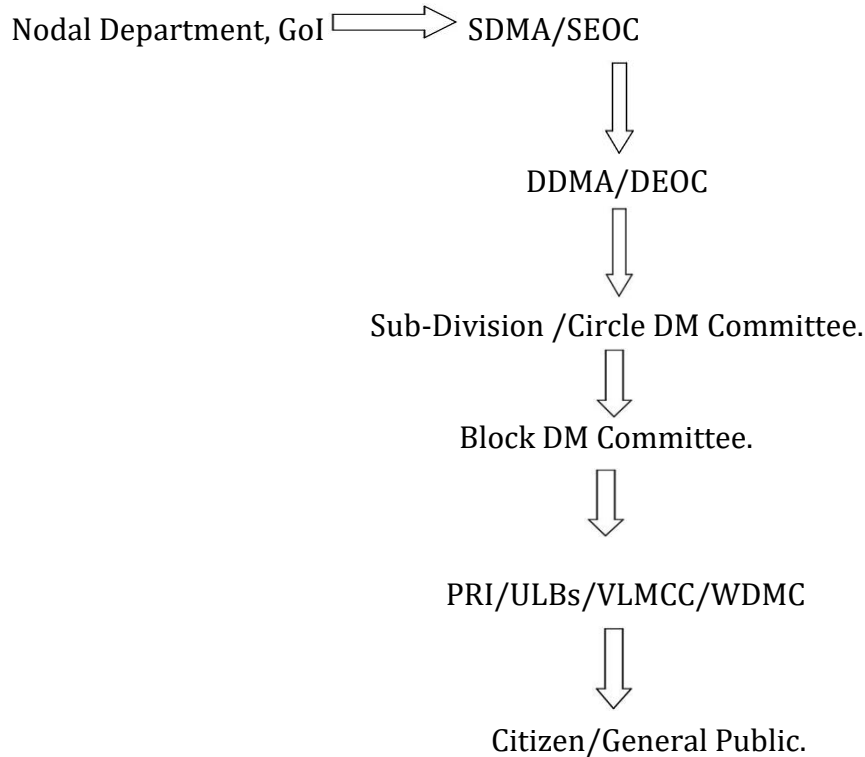 Nodal Department, GoI SDMA/SEOC
DDMA/DEOC
Sub-Division /Circle DM Committee.
Block DM Committee.
PRI/ULBs/VLMCC/WDMC
Citizen/General Public.